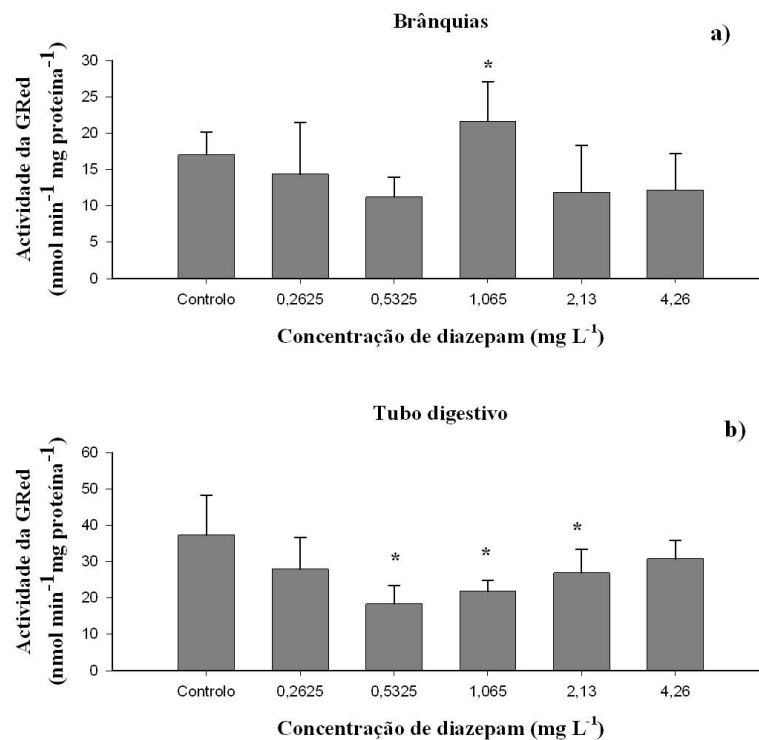 Brânquias
a)
Actividade da GRed
(nmol min⁻¹ mg proteína⁻¹)
30
25
20
15
10
5
0
*
Controlo 0,2625 0,5325 1,065 2,13 4,26
Concentração de diazepam (mg L⁻¹)
Tubo digestivo
b)
Actividade da GRed
(nmol min⁻¹ mg proteína⁻¹)
60
50
40
30
20
10
0
* * *
Controlo 0,2625 0,5325 1,065 2,13 4,26
Concentração de diazepam (mg L⁻¹)